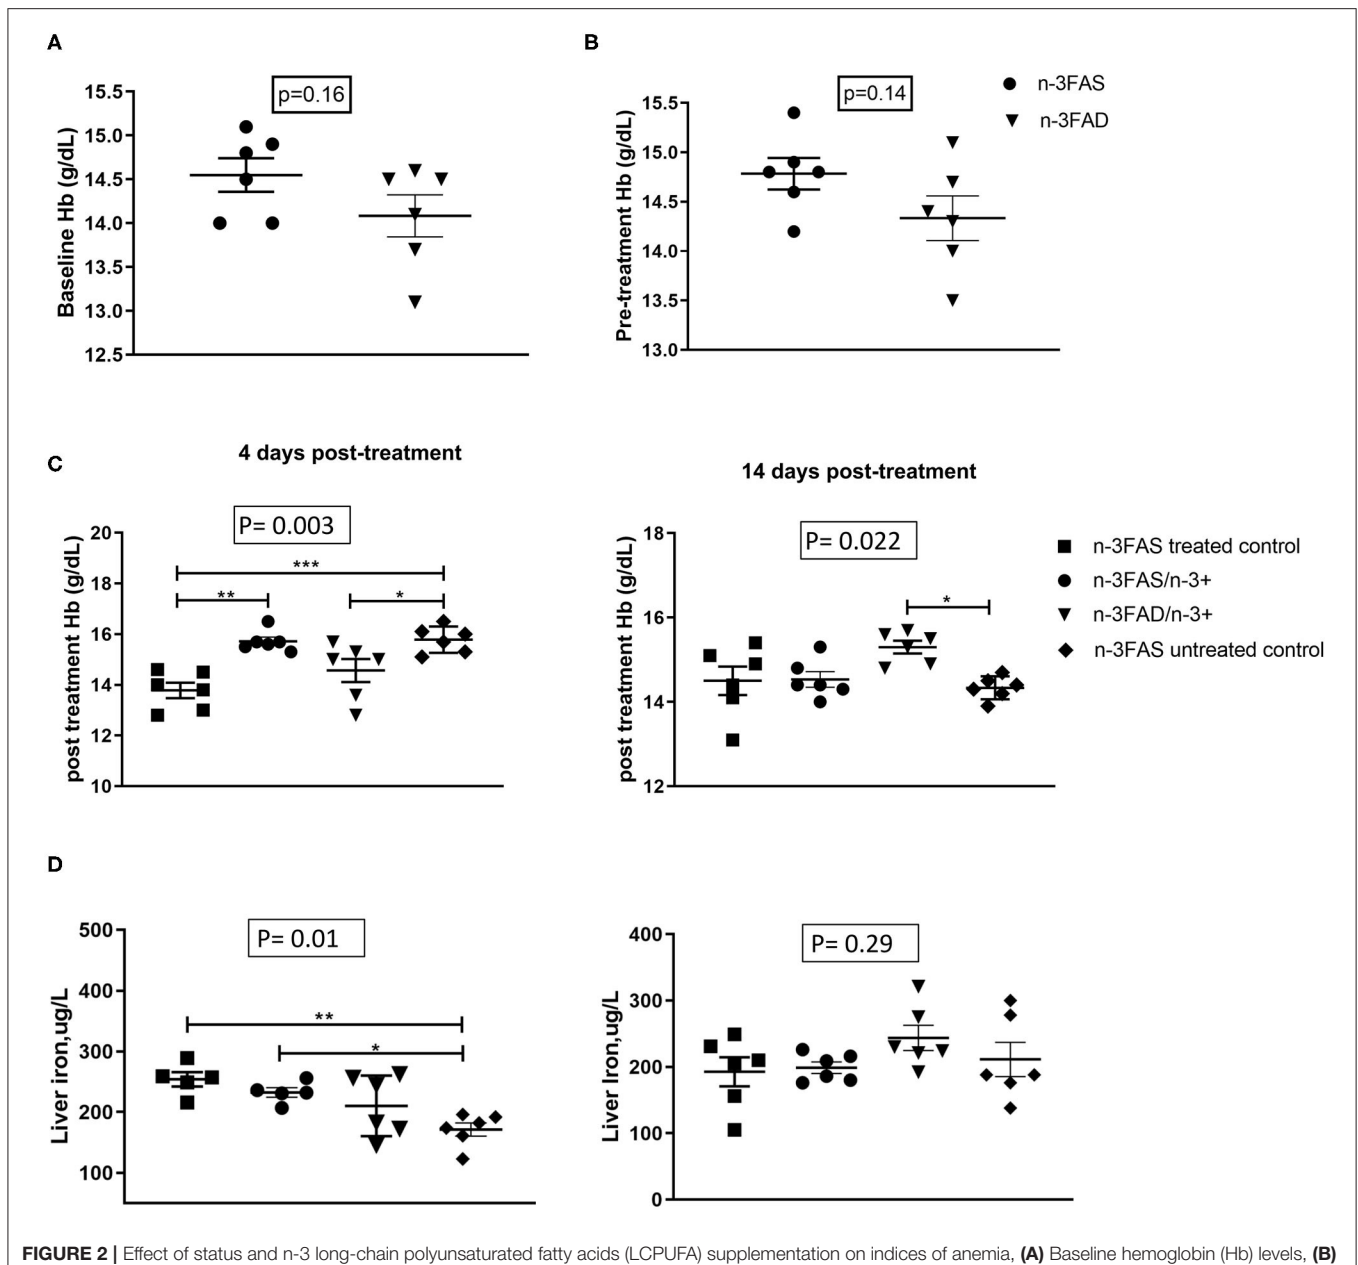 A
p=0.16
Baseline Hb (g/dL)
15.5
15.0
14.5
14.0
13.5
13.0
12.5
B
p=0.14
Pre-treatment Hb (g/dL)
15.5
15.0
14.5
14.0
13.5
13.0
n-3FAS
n-3FAD
C
4 days post-treatment
P= 0.003
post treatment Hb (g/dL)
20
18
16
14
12
10
***
**
*
14 days post-treatment
P= 0.022
post treatment Hb (g/dL)
18
16
14
12
*
n-3FAS treated control
n-3FAS/n-3+
n-3FAD/n-3+
n-3FAS untreated control
D
P= 0.01
Liver iron,ug/L
500
400
300
200
100
**
*
P= 0.29
Liver Iron,ug/L
400
300
200
100
0
FIGURE 2 | Effect of status and n-3 long-chain polyunsaturated fatty acids (LCPUFA) supplementation on indices of anemia, (A) Baseline hemoglobin (Hb) levels, (B)